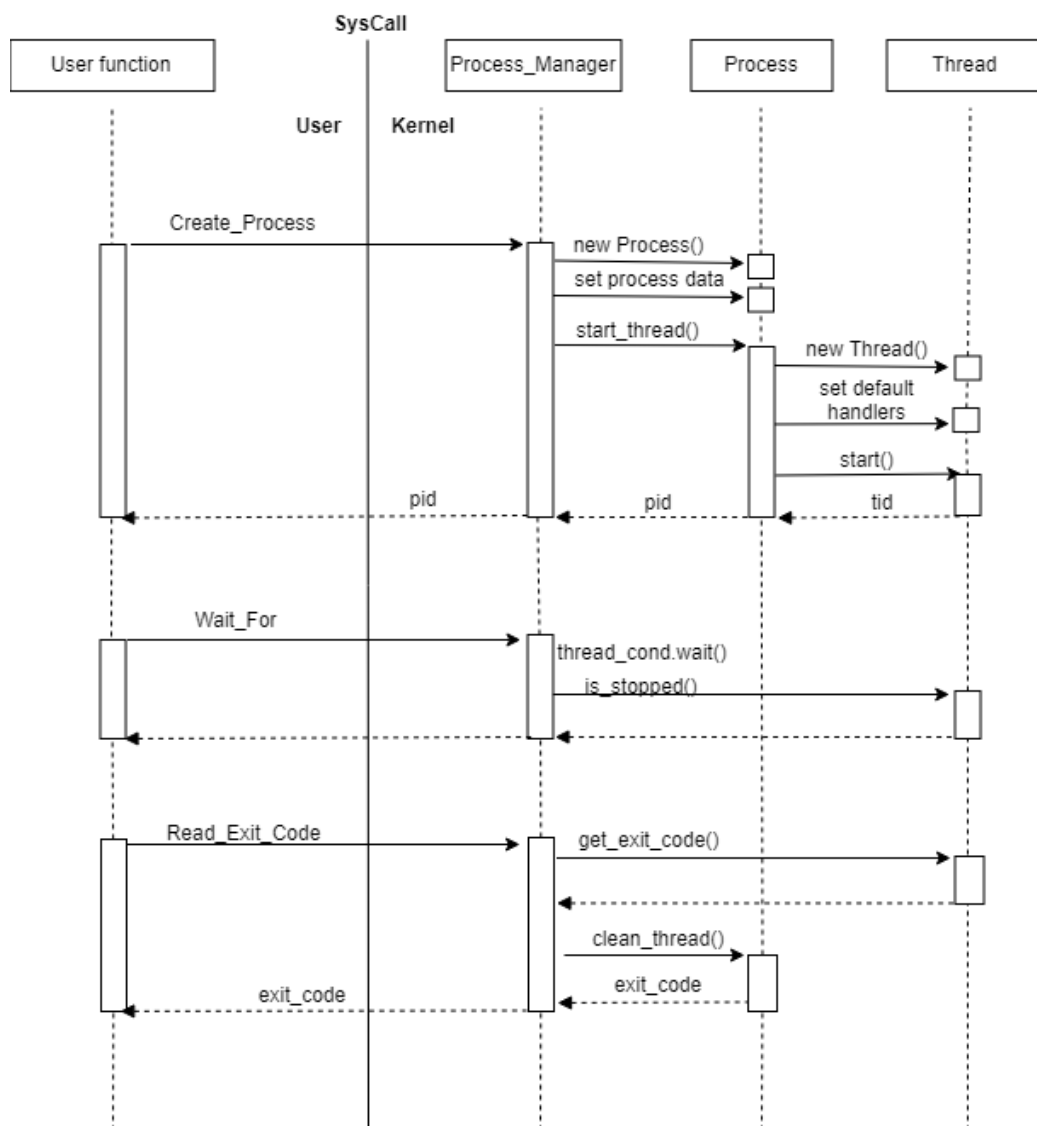 SysCall
User function
Process_Manager
Process
Thread
User
Kernel
Create_Process
new Process()
set process data
start_thread()
new Thread()
set default
handlers
start()
pid
pid
tid
Wait_For
thread_cond.wait()
is_stopped()
Read_Exit_Code
get_exit_code()
clean_thread()
exit_code
exit_code